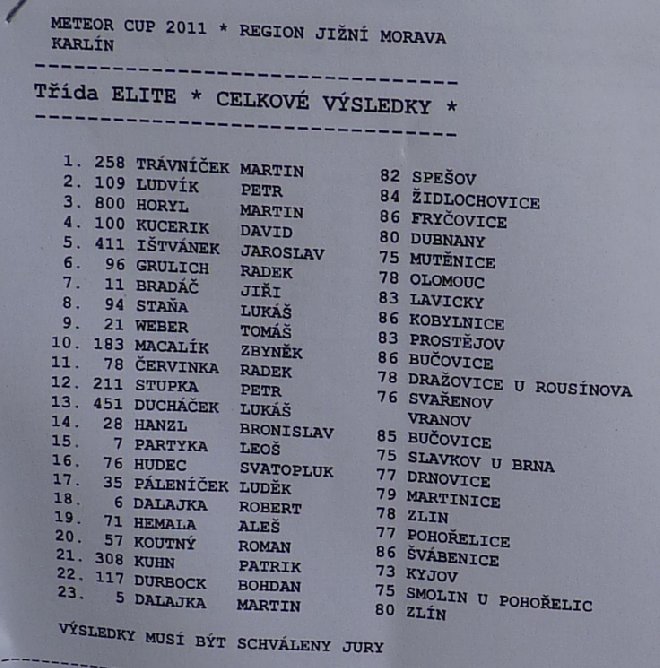 METEOR CUP 2011 * REGION JIŽNÍ MORAVA
KARLÍN
Třída ELITE * CELKOVÉ VÝSLEDKY *
1. 258 TRÁVNÍČEK MARTIN 82 SPEŠOV
2. 109 LUDVÍK PETR 84 ŽIDLOCHOVICE
3. 800 HORYL MARTIN 86 FRYČOVICE
4. 100 KUCERIK DAVID 80 DUBNANY
5. 411 IŠTVÁNEK JAROSLAV 75 MUTĚNICE
6. 96 GRULICH RADEK 78 OLOMOUC
7. 11 BRADÁČ JIŘI 83 LAVICKY
8. 94 STAŇA LUKÁŠ 86 KOBYLNICE
9. 21 WEBER TOMÁŠ 83 PROSTĚJOV
10. 183 MACALÍK ZBYNĚK 86 BUČOVICE
11. 78 ČERVINKA RADEK 78 DRAŽOVICE U ROUSÍNOVA
12. 211 STUPKA PETR 76 SVAŘENOV
13. 451 DUCHÁČEK LUKÁŠ VRANOV
14. 28 HANZL BRONISLAV 85 BUČOVICE
15. 7 PARTYKA LEOŠ 75 SLAVKOV U BRNA
16. 76 HUDEC SVATOPLUK 77 DRNOVICE
17. 35 PÁLENÍČEK LUDĚK 79 MARTINICE
18. 6 DALAJKA ROBERT 78 ZLIN
19. 71 HEMALA ALEŠ 77 POHOŘELICE
20. 57 KOUTNÝ ROMAN 86 ŠVÁBENICE
21. 308 KUHN PATRIK 73 KYJOV
22. 117 DURBOCK BOHDAN 75 SMOLIN U POHOŘELIC
23. 5 DALAJKA MARTIN 80 ZLÍN
VÝSLEDKY MUSÍ BÝT SCHVÁLENY JURY